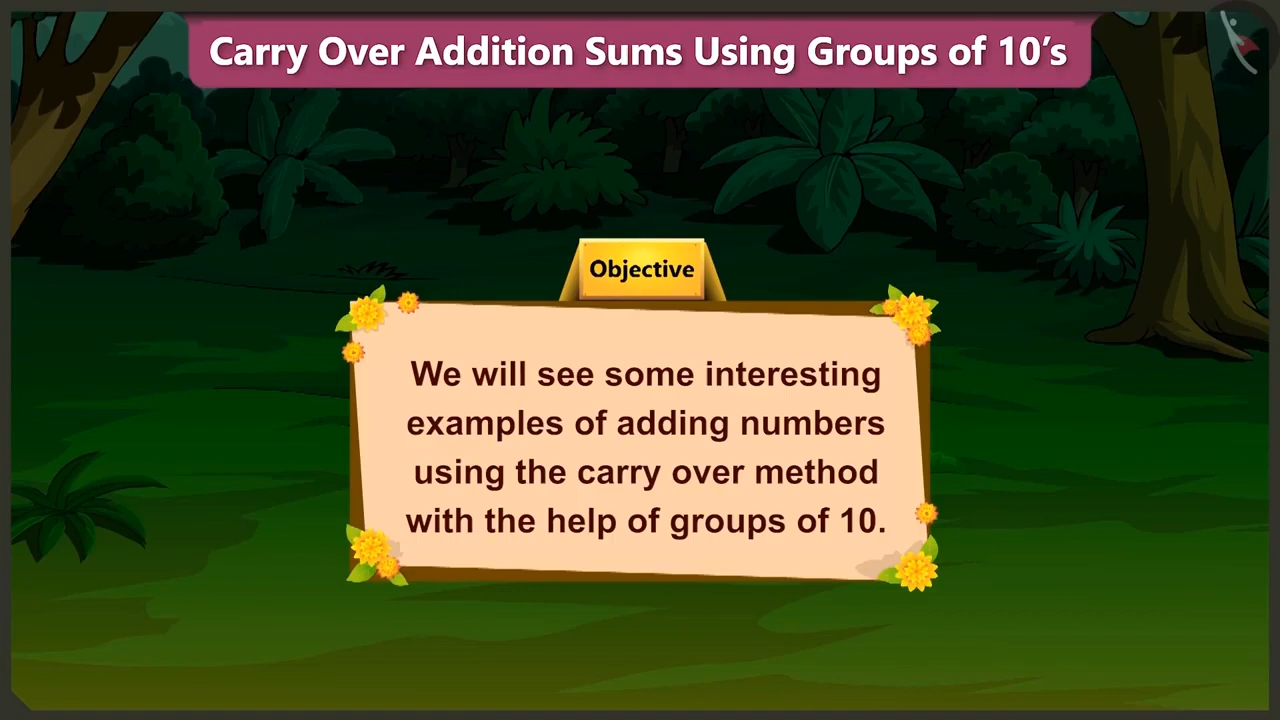 Carry Over Addition Sums Using Groups of 10’s
Objective
We will see some interesting
examples of adding numbers
using the carry over method
with the help of groups of 10.